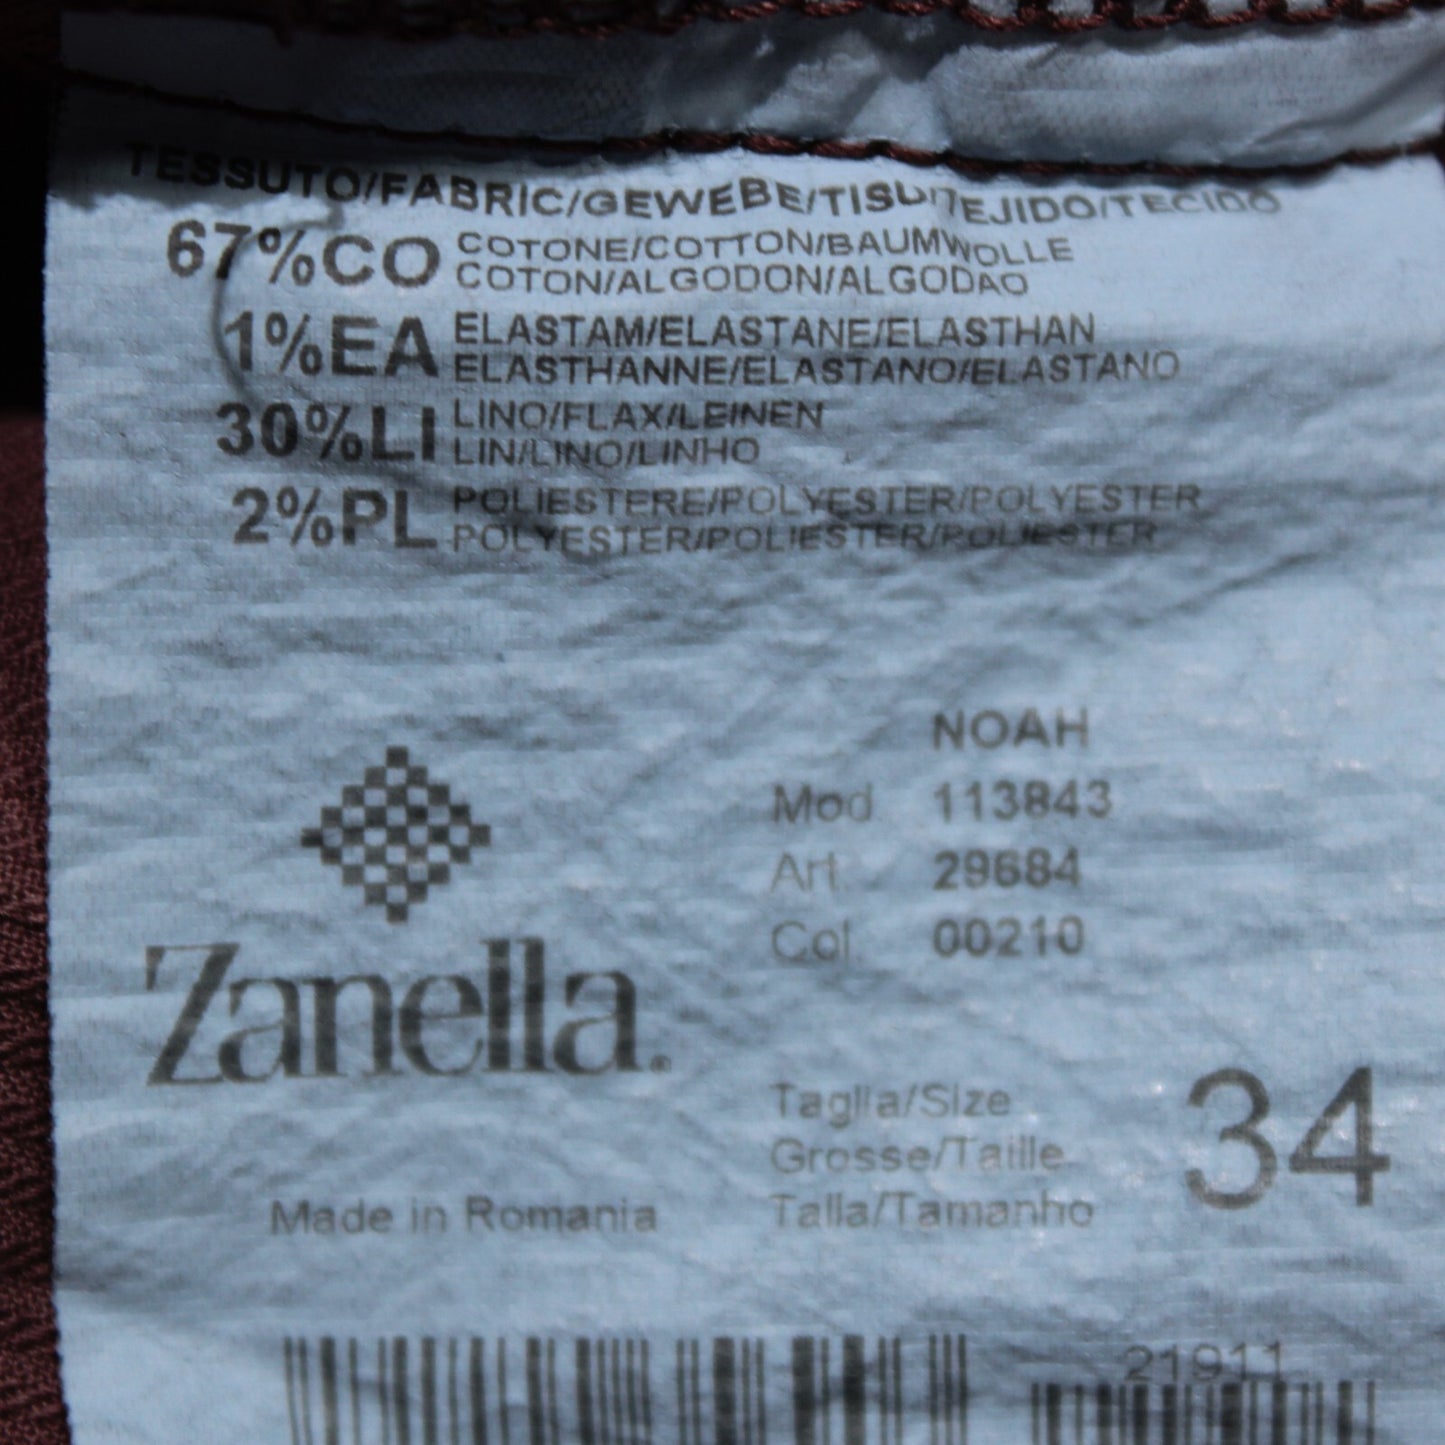 TESSUTO/FABRIC/GEWEBE/TISU/TEJIDO/TECIDO
67%CO COTONE/COTTON/BAUMWOLLE
COTON/ALGODON/ALGODAO
1%EA ELASTAM/ELASTANE/ELASTHAN
ELASTHANNE/ELASTANO/ELASTANO
30%LI LINO/FLAX/LEINEN
LIN/LINO/LINHO
2%PL POLIESTERE/POLYESTER/POLYESTER
POLYESTER/POLIESTER/POLIESTER
NOAH
Mod 113843
Art. 29684
Col. 00210
Zanella.
Taglia/Size
Grosse/Taille
Talla/Tamanho
34
Made in Romania
21911